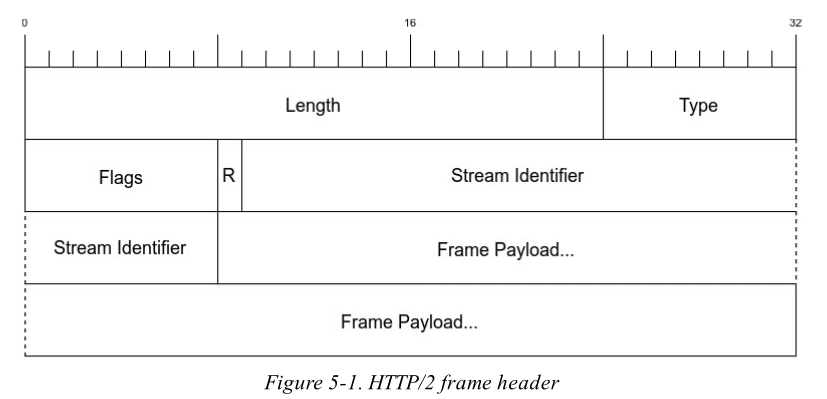 0 16 32
Length Type
Flags R Stream Identifier
Stream Identifier Frame Payload...
Frame Payload...
Figure 5-1. HTTP/2 frame header